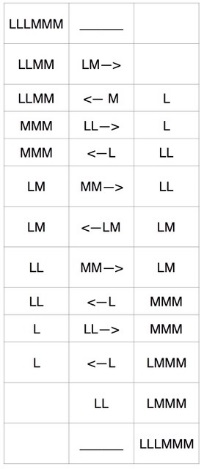 LLLMMM ______
LLMM LM—>
LLMM <— M L
MMM LL—> L
MMM <—L LL
LM MM—> LL
LM <—LM LM
LL MM—> LM
LL <—L MMM
L LL—> MMM
L <—L LMMM
LL LMMM
______ LLLMMM